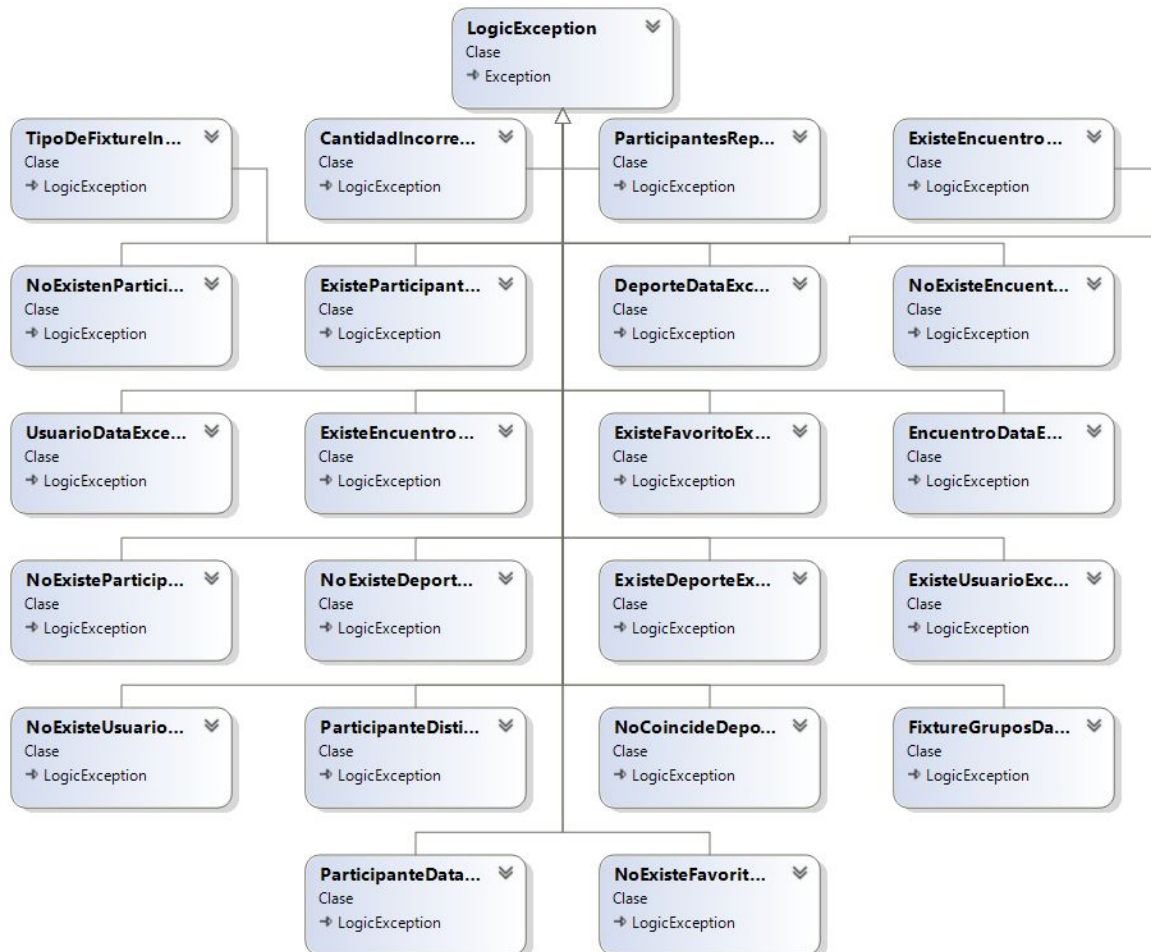 LogicException
Clase
Exception
TipoDeFixtureIn...
Clase
LogicException
CantidadIncorre...
Clase
LogicException
ParticipantesRep...
Clase
LogicException
ExisteEncuentro...
Clase
LogicException
NoExistenPartici...
Clase
LogicException
ExisteParticipant...
Clase
LogicException
DeporteDataExc...
Clase
LogicException
NoExisteEncuent...
Clase
LogicException
UsuarioDataExce...
Clase
LogicException
ExisteEncuentro...
Clase
LogicException
ExisteFavoritoEx...
Clase
LogicException
EncuentroDataE...
Clase
LogicException
NoExisteParticip...
Clase
LogicException
NoExisteDeport...
Clase
LogicException
ExisteDeporteEx...
Clase
LogicException
ExisteUsuarioExc...
Clase
LogicException
NoExisteUsuario...
Clase
LogicException
ParticipanteDisti...
Clase
LogicException
NoCoincideDepo...
Clase
LogicException
FixtureGruposDa...
Clase
LogicException
ParticipanteData...
Clase
LogicException
NoExisteFavorit...
Clase
LogicException